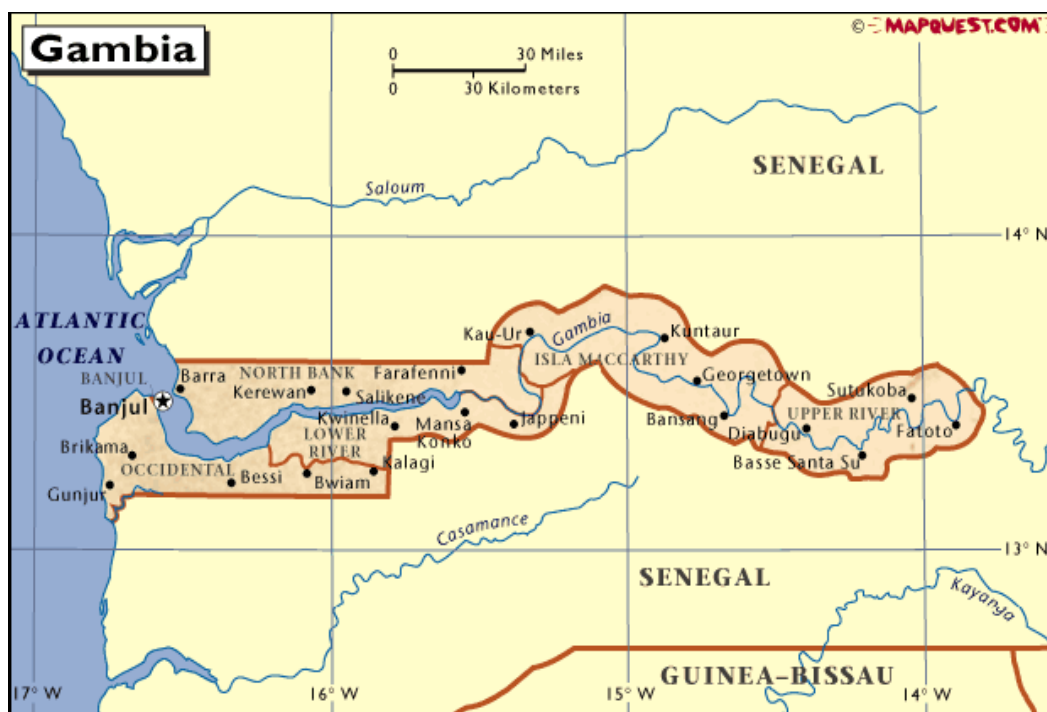 Gambia
© MAPQUEST.COM
0 30 Miles
0 30 Kilometers
SENEGAL
Saloum
14° N
ATLANTIC
OCEAN
Kau-Ur
Gambia
Kuntaur
ISLA MACCARTHY
BANJUL
Barra
NORTH BANK
Farafenni
Georgetown
Sutukoba
Banjul
Kerewan
Salikene
Kwinella
Mansa
Konko
Jappeni
Bansang
UPPER RIVER
Diabugu
Fatoto
Brikama
LOWER
RIVER
OCCIDENTAL
Kalagi
Basse Santa Su
Gunjur
Bessi
Bwiam
Casamance
13° N
SENEGAL
Kayanga
GUINEA-BISSAU
17° W
16° W
15° W
14° W